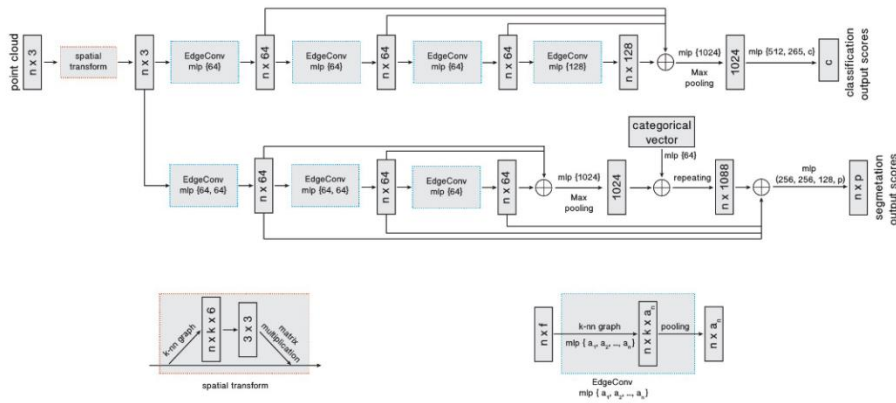 point cloud
n x 3
spatial
transform
n x 3
EdgeConv
mlp {64}
n x 64
EdgeConv
mlp {64}
n x 64
EdgeConv
mlp {64}
n x 64
EdgeConv
mlp {128}
n x 128
mlp {1024}
Max
pooling
1024
mlp {512, 265, c}
c
classification
output scores
EdgeConv
mlp {64, 64}
n x 64
EdgeConv
mlp {64, 64}
n x 64
EdgeConv
mlp {64}
n x 64
mlp {1024}
Max
pooling
1024
categorical
vector
mlp {64}
repeating
n x 1088
mlp
{256, 256, 128, p}
n x p
segmetation
output scores
k-nn graph
n x k x 6
3 x 3
matrix
multiplication
spatial transform
n x f
k-nn graph
mlp { a₁, a₂, .., aₙ}
n x k x aₙ
pooling
n x aₙ
EdgeConv
mlp { a₁, a₂, .., aₙ}